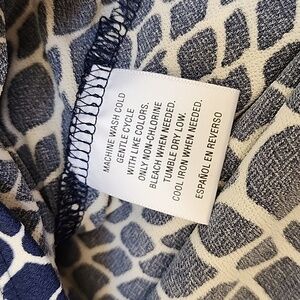 MACHINE WASH COLD
GENTLE CYCLE
WITH LIKE COLORS.
ONLY NON-CHLORINE
BLEACH WHEN NEEDED.
TUMBLE DRY LOW.
COOL IRON WHEN NEEDED.
ESPAÑOL EN REVERSO